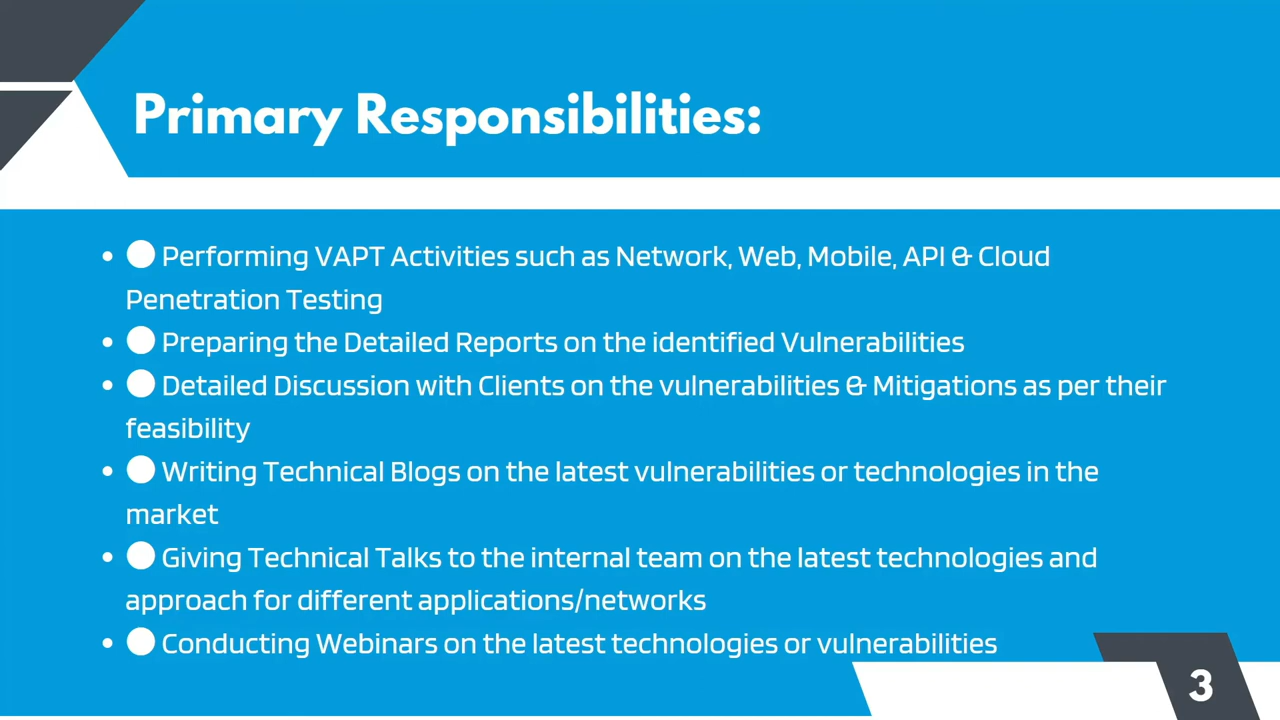 Primary Responsibilities:
• ● Performing VAPT Activities such as Network, Web, Mobile, API & Cloud
Penetration Testing
• ● Preparing the Detailed Reports on the identified Vulnerabilities
• ● Detailed Discussion with Clients on the vulnerabilities & Mitigations as per their
feasibility
• ● Writing Technical Blogs on the latest vulnerabilities or technologies in the
market
• ● Giving Technical Talks to the internal team on the latest technologies and
approach for different applications/networks
• ● Conducting Webinars on the latest technologies or vulnerabilities
3